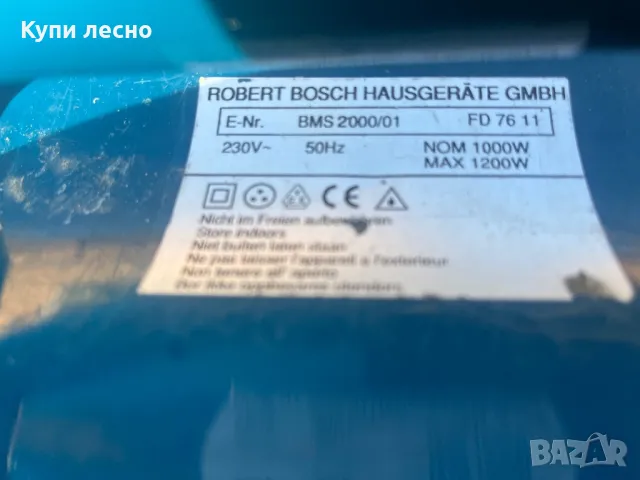 Купи лесно
ROBERT BOSCH HAUSGERÄTE GMBH
E-Nr. BMS 2000/01 FD 76 11
230V~ 50Hz NOM 1000W
MAX 1200W
CE
Nicht im Freien aufbewahren
Store indoors
Niet buiten laten staan
Ne pas laisser l'appareil a l'exterieur
Non tenere all' aperto
BAZAR